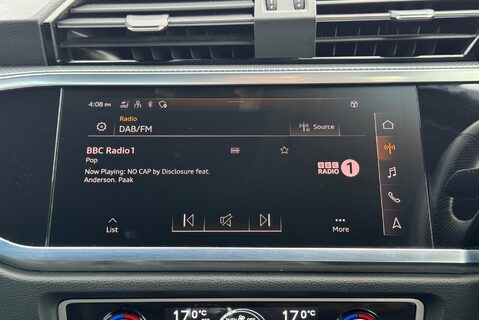 4:08 PM
Radio
DAB/FM
Source
BBC Radio1
Pop
Now Playing: NO CAP by Disclosure feat.
Anderson. Paak
BBC
RADIO 1
List
More
17.0°C
17.0°C